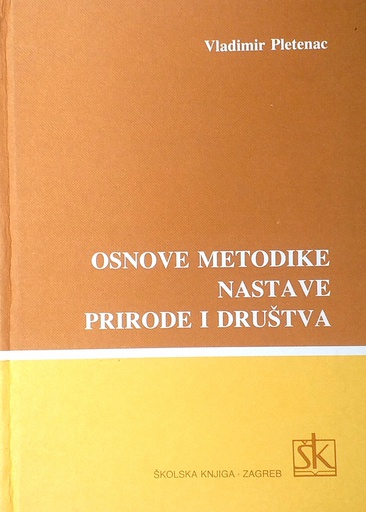 Vladimir Pletenac
OSNOVE METODIKE
NASTAVE
PRIRODE I DRUŠTVA
ŠKOLSKA KNJIGA · ZAGREB
ŠK